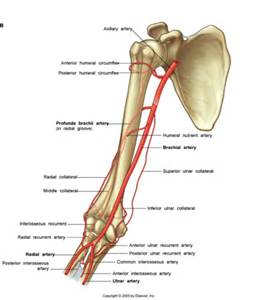 B
Axillary artery
Anterior humeral circumflex
Posterior humeral circumflex
Profunda brachii artery
(in radial groove)
Humeral nutrient artery
Brachial artery
Superior ulnar collateral
Radial collateral
Middle collateral
Inferior ulnar collateral
Interosseous recurrent
Radial recurrent artery
Anterior ulnar recurrent artery
Radial artery
Posterior ulnar recurrent artery
Posterior interosseous
artery
Common interosseous artery
Anterior interosseous artery
Ulnar artery
Copyright © 2005 by Elsevier, Inc.